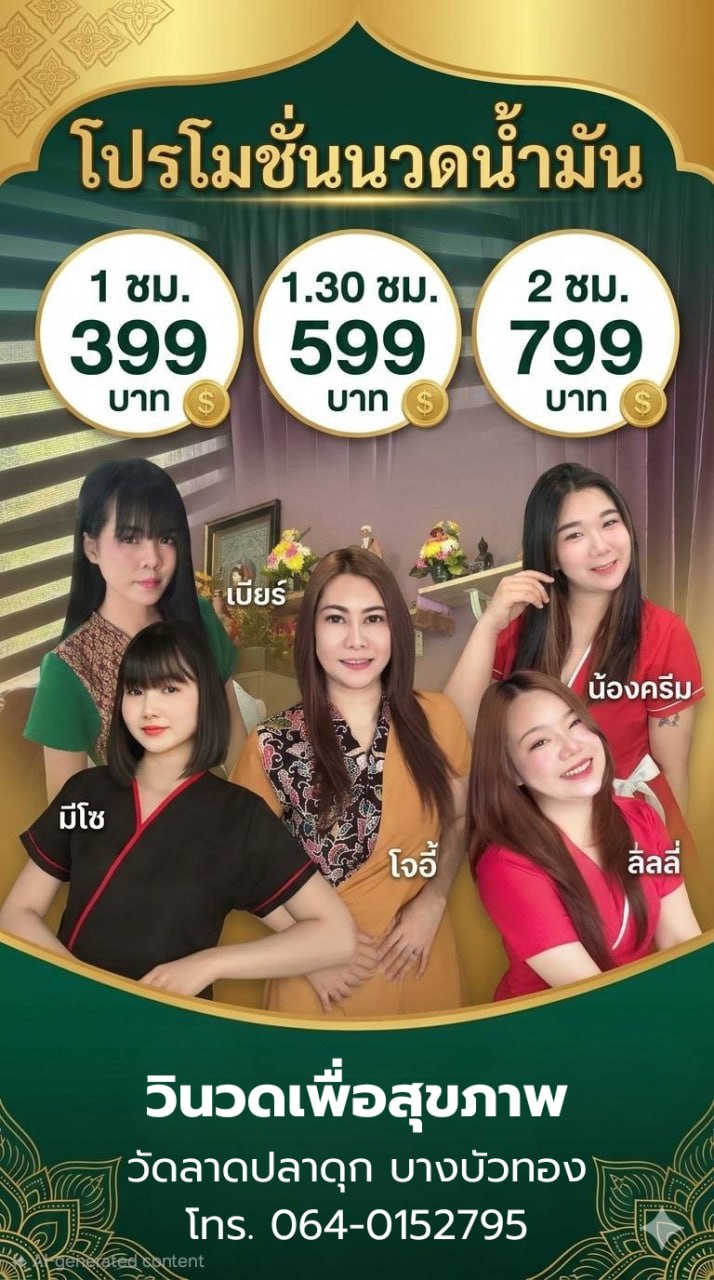 โปรโมชั่นนวดน้ำมัน
1 ชม.
399
บาท
1.30 ชม.
599
บาท
2 ชม.
799
บาท
เบียร์
น้องครีม
มีโซ
โจอี้
ลิลลี่
วินวดเพื่อสุขภาพ
วัดลาดปลาดุก บางบัวทอง
โทร. 064-0152795
AI-generated content